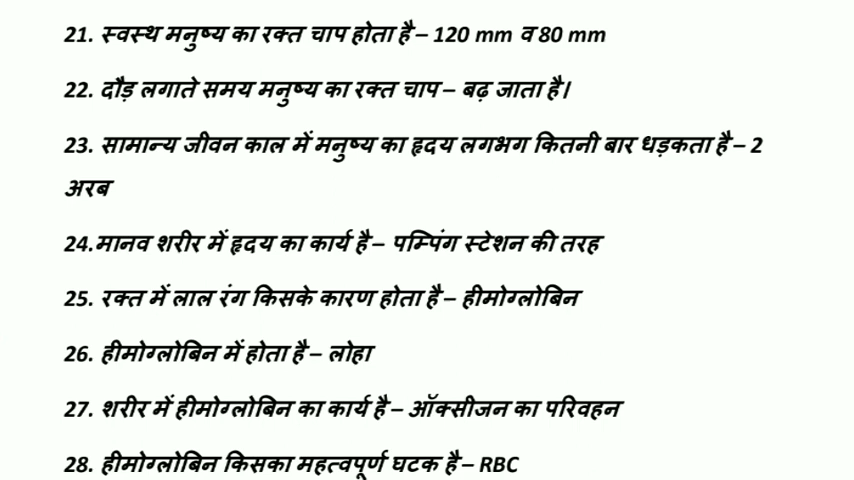 21. स्वस्थ मनुष्य का रक्त चाप होता है – 120 mm व 80 mm
22. दौड़ लगाते समय मनुष्य का रक्त चाप – बढ़ जाता है।
23. सामान्य जीवन काल में मनुष्य का हृदय लगभग कितनी बार धड़कता है – 2
अरब
24.मानव शरीर में हृदय का कार्य है – पम्पिंग स्टेशन की तरह
25. रक्त में लाल रंग किसके कारण होता है – हीमोग्लोबिन
26. हीमोग्लोबिन में होता है – लोहा
27. शरीर में हीमोग्लोबिन का कार्य है – ऑक्सीजन का परिवहन
28. हीमोग्लोबिन किसका महत्वपूर्ण घटक है – RBC